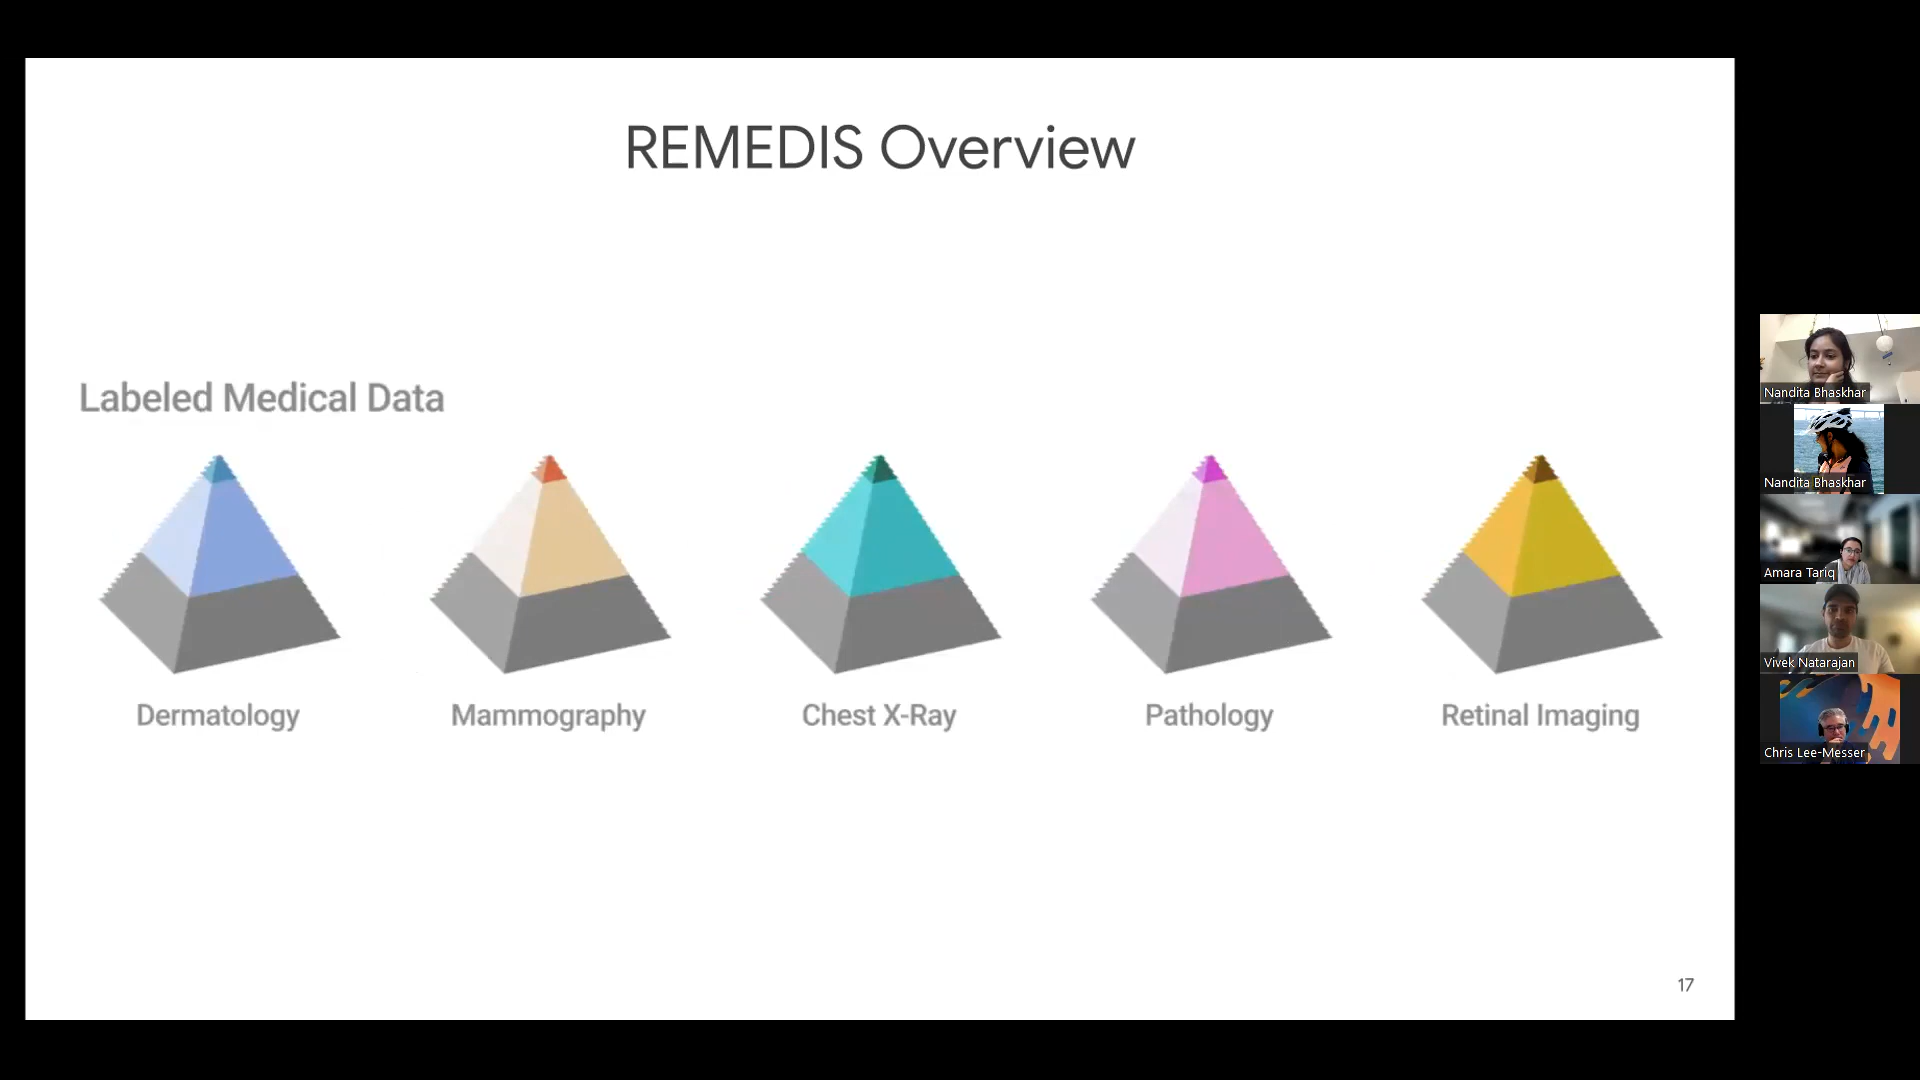 REMEDIS Overview
Labeled Medical Data
Dermatology
Mammography
Chest X-Ray
Pathology
Retinal Imaging
17
Nandita Bhaskhar
Nandita Bhaskhar
Amara Tariq
Vivek Natarajan
Chris Lee-Messer